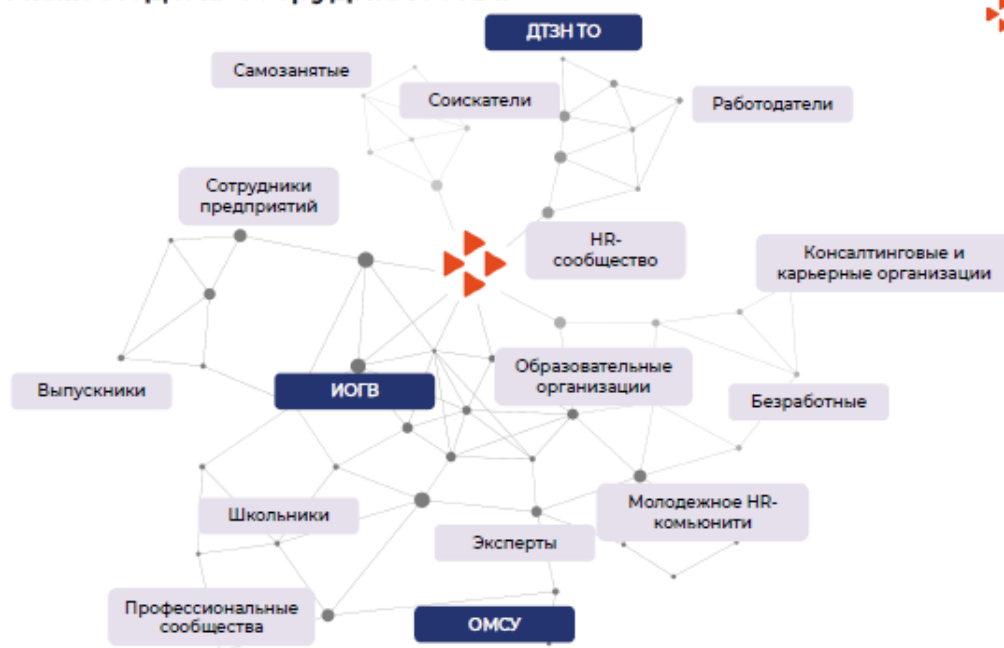 ДТЗН ТО
Самозанятые
Соискатели
Работодатели
Сотрудники
предприятий
HR-
сообщество
Консалтинговые и
карьерные организации
Образовательные
организации
Выпускники
ИОГВ
Безработные
Школьники
Молодежное HR-
комьюнити
Эксперты
Профессиональные
сообщества
ОМСУ